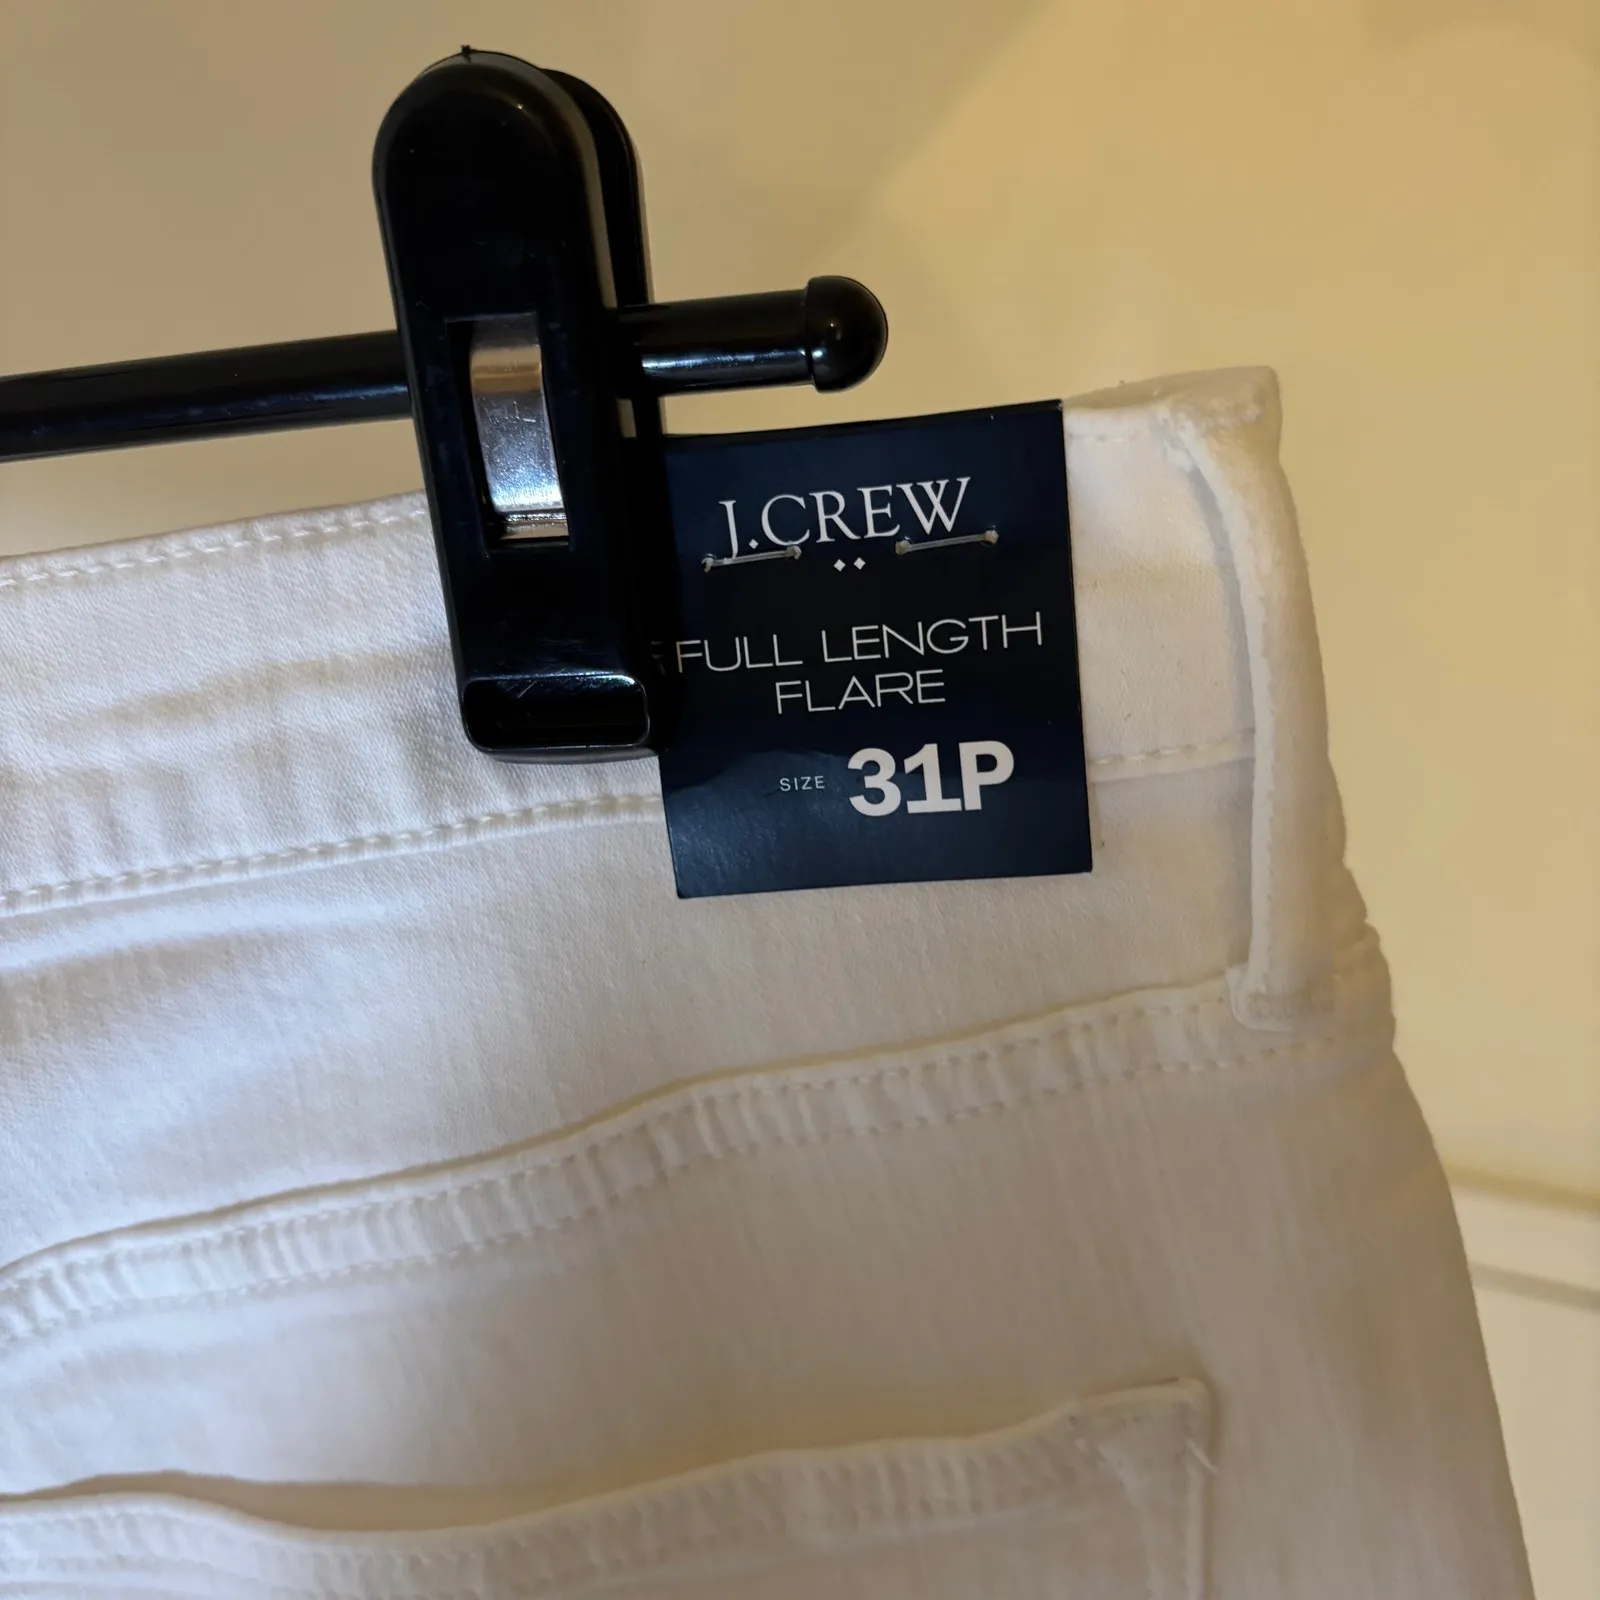 J.CREW
FULL LENGTH
FLARE
SIZE 31P